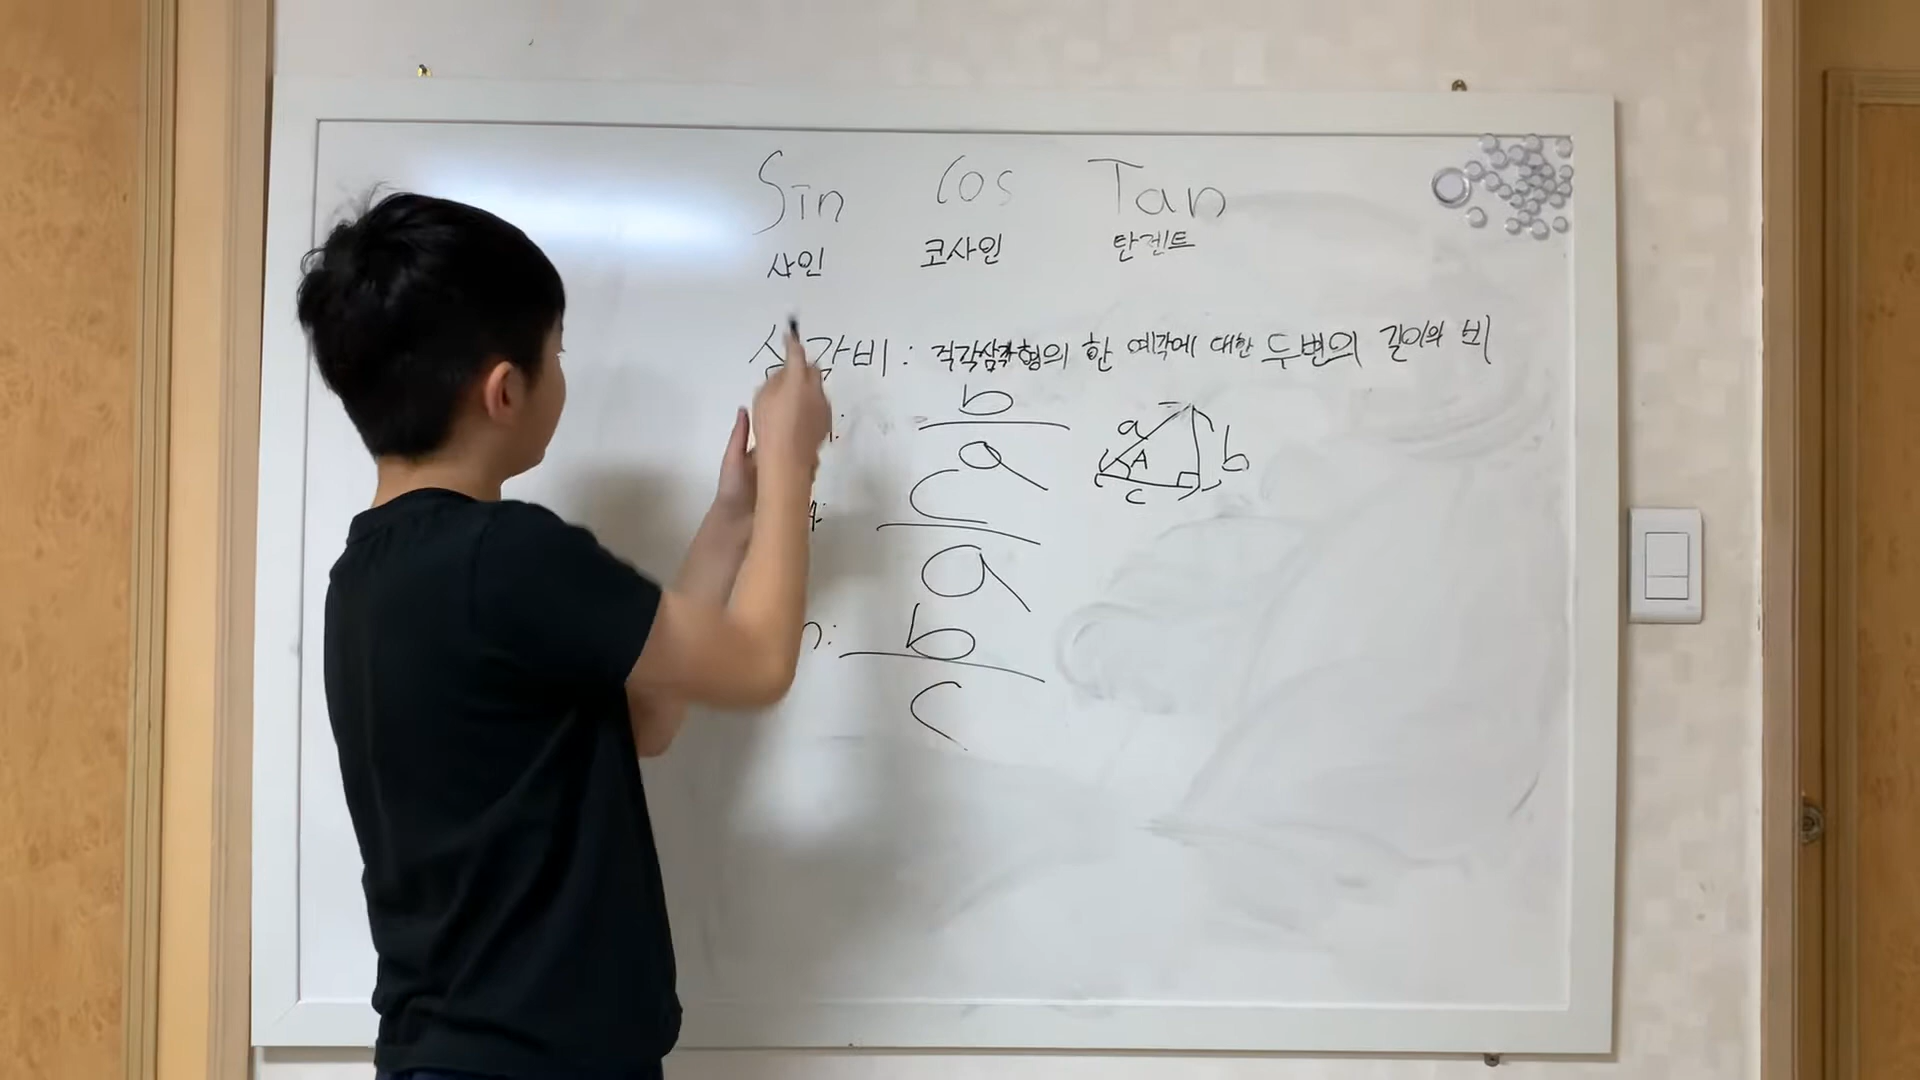 Sin cos Tan
사인 코사인 탄젠트
삼각비 : 직각삼각형의 한 예각에 대한 두변의 길이의 비
b
a
c
a
n: b
c
a
A
b
c